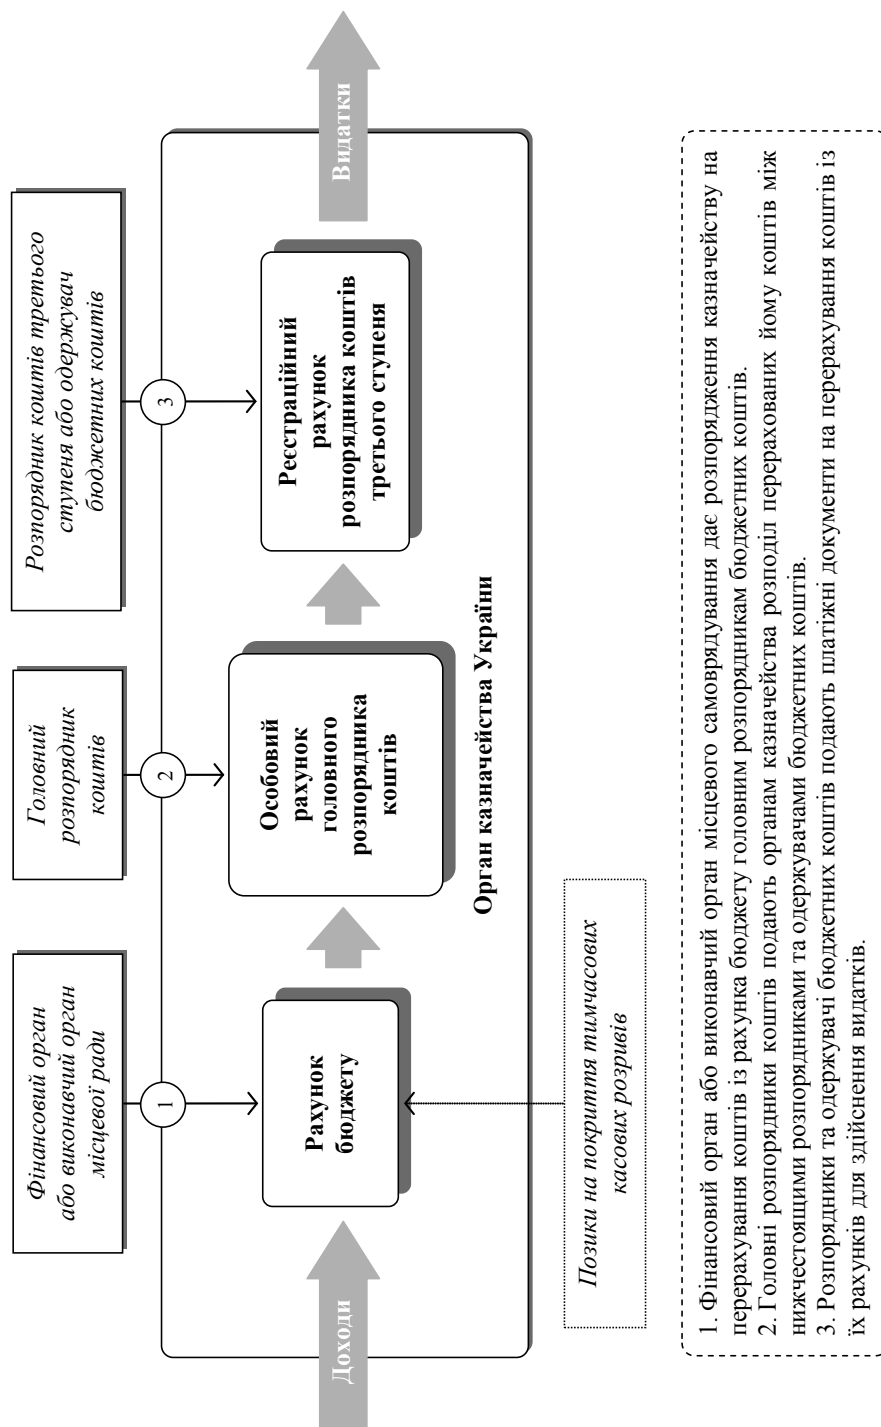 Фінансовий орган
або виконавчий орган
місцевої ради
Головний
розпорядник
коштів
Розпорядник коштів третього
ступеня або одержувач
бюджетних коштів
1
2
3
Доходи
Рахунок
бюджету
Особовий
рахунок
головного
розпорядника
коштів
Реєстраційний
рахунок
розпорядника коштів
третього ступеня
Видатки
Орган казначейства України
Позики на покриття тимчасових
касових розривів
1. Фінансовий орган або виконавчий орган місцевого самоврядування дає розпорядження казначейству на
перерахування коштів із рахунка бюджету головним розпорядникам бюджетних коштів.
2. Головні розпорядники коштів подають органам казначейства розподіл перерахованих йому коштів між
нижчестоящими розпорядниками та одержувачами бюджетних коштів.
3. Розпорядники та одержувачі бюджетних коштів подають платіжні документи на перерахування коштів із
їх рахунків для здійснення видатків.